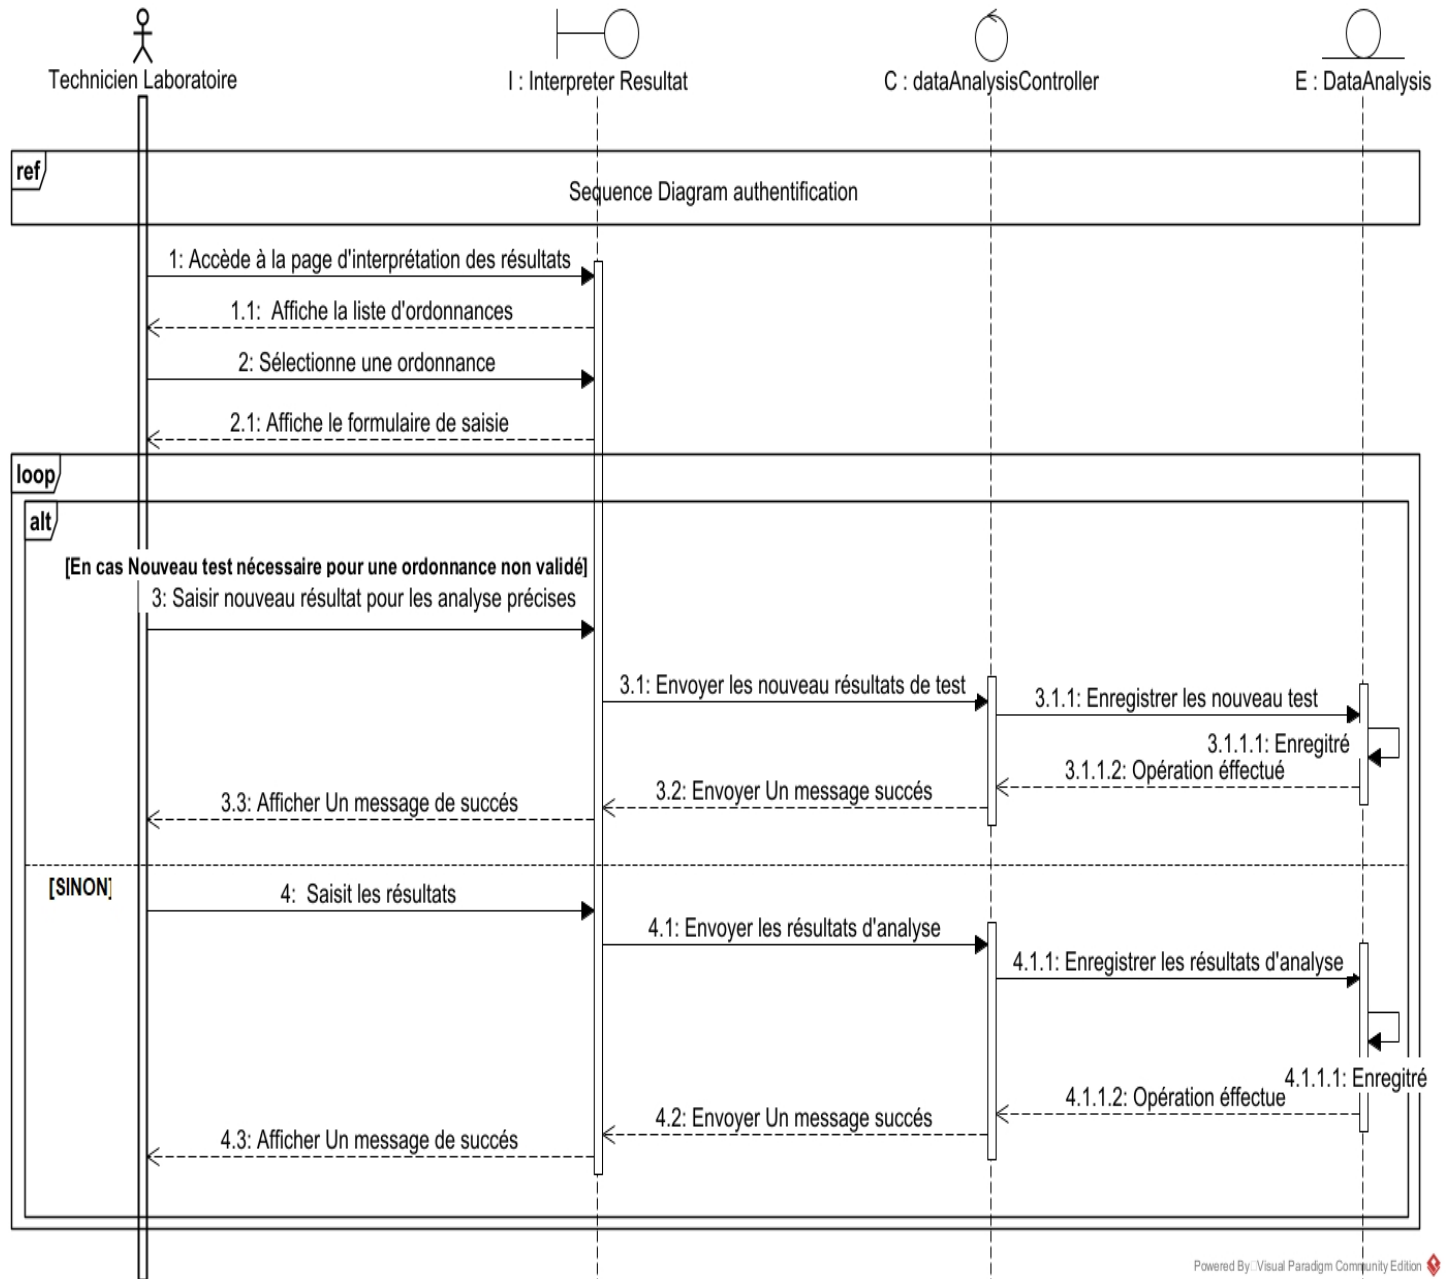 Technicien Laboratoire
I : Interpreter Resultat
C : dataAnalysisController
E : DataAnalysis
ref
Sequence Diagram authentification
1: Accède à la page d'interprétation des résultats
1.1:  Affiche la liste d'ordonnances
2: Sélectionne une ordonnance
2.1: Affiche le formulaire de saisie
loop
alt
[En cas Nouveau test nécessaire pour une ordonnance non validé]
3: Saisir nouveau résultat pour les analyse précises
3.1: Envoyer les nouveau résultats de test
3.1.1: Enregistrer les nouveau test
3.1.1.1: Enregitré
3.1.1.2: Opération éffectué
3.2: Envoyer Un message succés
3.3: Afficher Un message de succés
[SINON]
4:  Saisit les résultats
4.1: Envoyer les résultats d'analyse
4.1.1: Enregistrer les résultats d'analyse
4.1.1.1: Enregitré
4.1.1.2: Opération éffectue
4.2: Envoyer Un message succés
4.3: Afficher Un message de succés
Powered By Visual Paradigm Community Edition